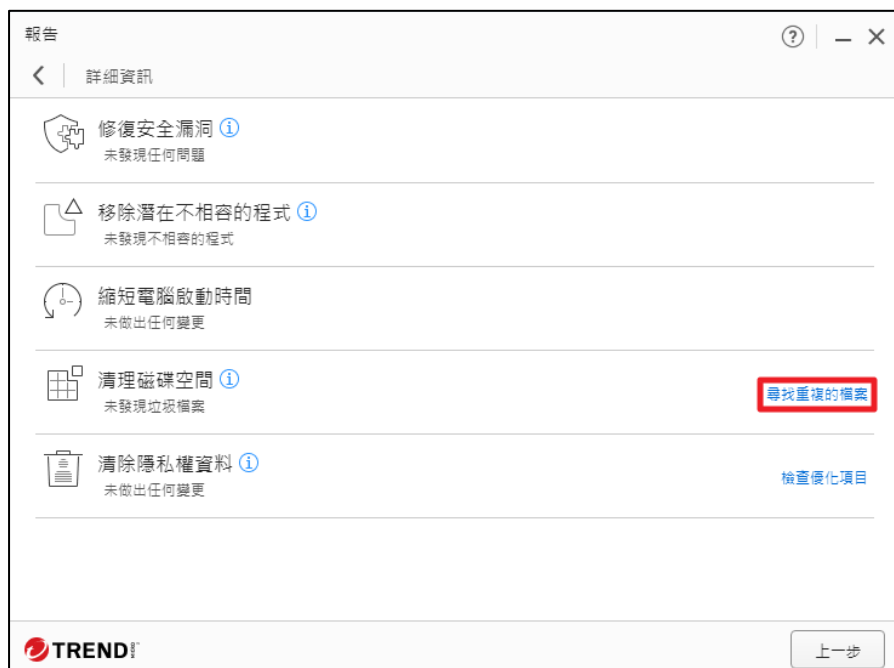 報告
詳細資訊
修復安全漏洞
未發現任何問題
移除潛在不相容的程式
未發現不相容的程式
縮短電腦啟動時間
未做出任何變更
清理磁碟空間
未發現垃圾檔案
尋找重複的檔案
清除隱私權資料
未做出任何變更
檢查優化項目
TREND MICRO
上一步